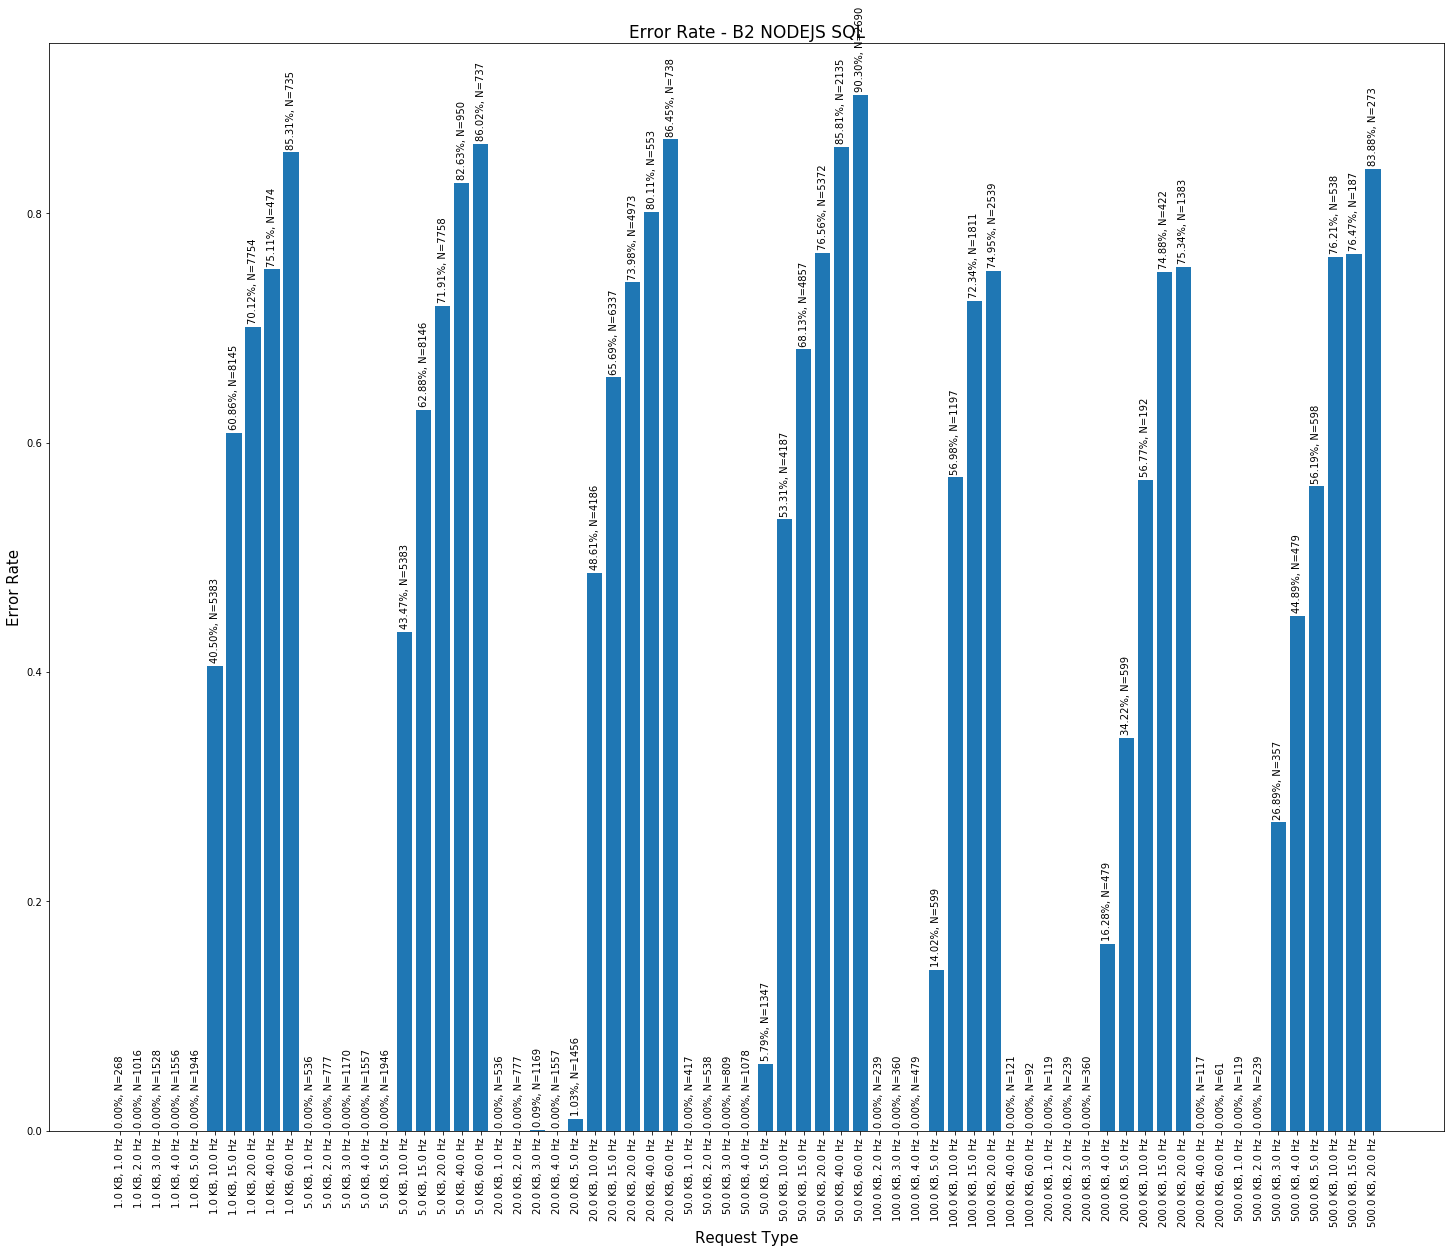 Error Rate - B2 NODEJS SQL
Error Rate
0.8
0.6
0.4
0.2
0.0
0.00%, N=268
0.00%, N=1016
0.00%, N=1528
0.00%, N=1556
0.00%, N=1946
40.50%, N=5383
60.86%, N=8145
70.12%, N=7754
75.11%, N=474
85.31%, N=735
0.00%, N=536
0.00%, N=777
0.00%, N=1170
0.00%, N=1557
0.00%, N=1946
43.47%, N=5383
62.88%, N=8146
71.91%, N=7758
82.63%, N=950
86.02%, N=737
0.00%, N=536
0.00%, N=777
0.09%, N=1169
0.00%, N=1557
1.03%, N=1456
48.61%, N=4186
65.69%, N=6337
73.98%, N=4973
80.11%, N=553
86.45%, N=738
0.00%, N=417
0.00%, N=538
0.00%, N=809
0.00%, N=1078
5.79%, N=1347
53.31%, N=4187
68.13%, N=4857
76.56%, N=5372
85.81%, N=2135
90.30%, N=2690
0.00%, N=239
0.00%, N=360
0.00%, N=479
14.02%, N=599
56.98%, N=1197
72.34%, N=1811
74.95%, N=2539
0.00%, N=121
0.00%, N=92
0.00%, N=119
0.00%, N=239
0.00%, N=360
16.28%, N=479
34.22%, N=599
56.77%, N=192
74.88%, N=422
75.34%, N=1383
0.00%, N=117
0.00%, N=61
0.00%, N=119
0.00%, N=239
26.89%, N=357
44.89%, N=479
56.19%, N=598
76.21%, N=538
76.47%, N=187
83.88%, N=273
1.0 KB, 1.0 Hz
1.0 KB, 2.0 Hz
1.0 KB, 3.0 Hz
1.0 KB, 4.0 Hz
1.0 KB, 5.0 Hz
1.0 KB, 10.0 Hz
1.0 KB, 15.0 Hz
1.0 KB, 20.0 Hz
1.0 KB, 40.0 Hz
1.0 KB, 60.0 Hz
5.0 KB, 1.0 Hz
5.0 KB, 2.0 Hz
5.0 KB, 3.0 Hz
5.0 KB, 4.0 Hz
5.0 KB, 5.0 Hz
5.0 KB, 10.0 Hz
5.0 KB, 15.0 Hz
5.0 KB, 20.0 Hz
5.0 KB, 40.0 Hz
5.0 KB, 60.0 Hz
20.0 KB, 1.0 Hz
20.0 KB, 2.0 Hz
20.0 KB, 3.0 Hz
20.0 KB, 4.0 Hz
20.0 KB, 5.0 Hz
20.0 KB, 10.0 Hz
20.0 KB, 15.0 Hz
20.0 KB, 20.0 Hz
20.0 KB, 40.0 Hz
20.0 KB, 60.0 Hz
50.0 KB, 1.0 Hz
50.0 KB, 2.0 Hz
50.0 KB, 3.0 Hz
50.0 KB, 4.0 Hz
50.0 KB, 5.0 Hz
50.0 KB, 10.0 Hz
50.0 KB, 15.0 Hz
50.0 KB, 20.0 Hz
50.0 KB, 40.0 Hz
50.0 KB, 60.0 Hz
100.0 KB, 2.0 Hz
100.0 KB, 3.0 Hz
100.0 KB, 4.0 Hz
100.0 KB, 5.0 Hz
100.0 KB, 10.0 Hz
100.0 KB, 15.0 Hz
100.0 KB, 20.0 Hz
100.0 KB, 40.0 Hz
100.0 KB, 60.0 Hz
200.0 KB, 1.0 Hz
200.0 KB, 2.0 Hz
200.0 KB, 3.0 Hz
200.0 KB, 4.0 Hz
200.0 KB, 5.0 Hz
200.0 KB, 10.0 Hz
200.0 KB, 15.0 Hz
200.0 KB, 20.0 Hz
200.0 KB, 40.0 Hz
200.0 KB, 60.0 Hz
500.0 KB, 1.0 Hz
500.0 KB, 2.0 Hz
500.0 KB, 3.0 Hz
500.0 KB, 4.0 Hz
500.0 KB, 5.0 Hz
500.0 KB, 10.0 Hz
500.0 KB, 15.0 Hz
500.0 KB, 20.0 Hz
Request Type